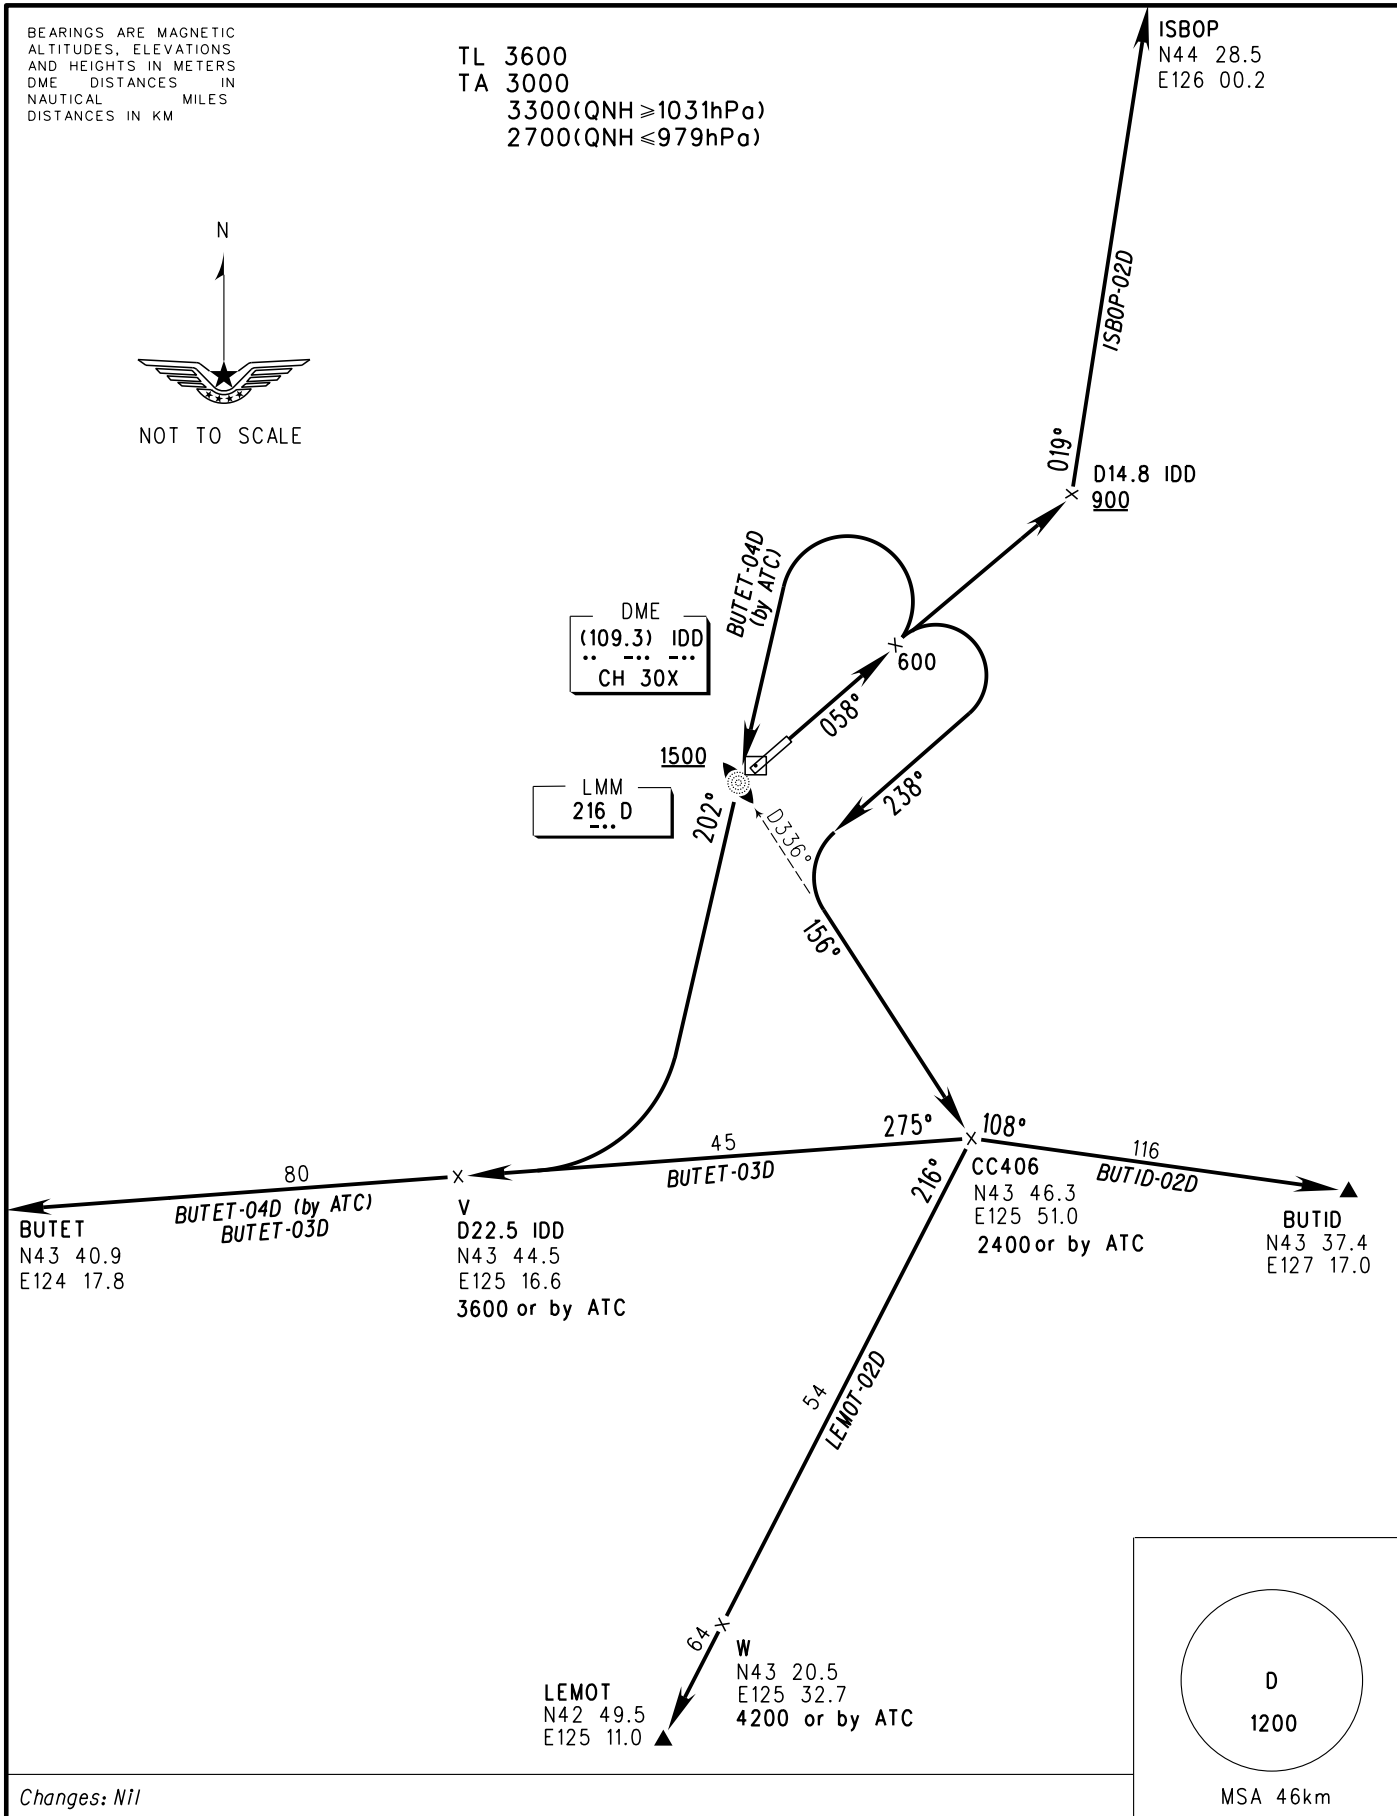 BEARINGS ARE MAGNETIC
ALTITUDES, ELEVATIONS
AND HEIGHTS IN METERS
DME DISTANCES IN
NAUTICAL MILES
DISTANCES IN KM
TL 3600
TA 3000
3300(QNH ≥1031hPa)
2700(QNH ≤979hPa)
ISBOP
N44 28.5
E126 00.2
N
NOT TO SCALE
ISBOP-02D
019°
D14.8 IDD
900
BUTET-04D
(by ATC)
DME
(109.3) IDD
·· -·· -··
CH 30X
600
058°
1500
LMM
216 D
-··
202°
238°
D336°
156°
275°
108°
216°
45
BUTET-03D
116
BUTID-02D
CC406
N43 46.3
E125 51.0
2400 or by ATC
BUTID
N43 37.4
E127 17.0
80
BUTET-04D (by ATC)
BUTET-03D
BUTET
N43 40.9
E124 17.8
V
D22.5 IDD
N43 44.5
E125 16.6
3600 or by ATC
54
LEMOT-02D
64
W
N43 20.5
E125 32.7
4200 or by ATC
LEMOT
N42 49.5
E125 11.0
D
1200
MSA 46km
Changes: Nil